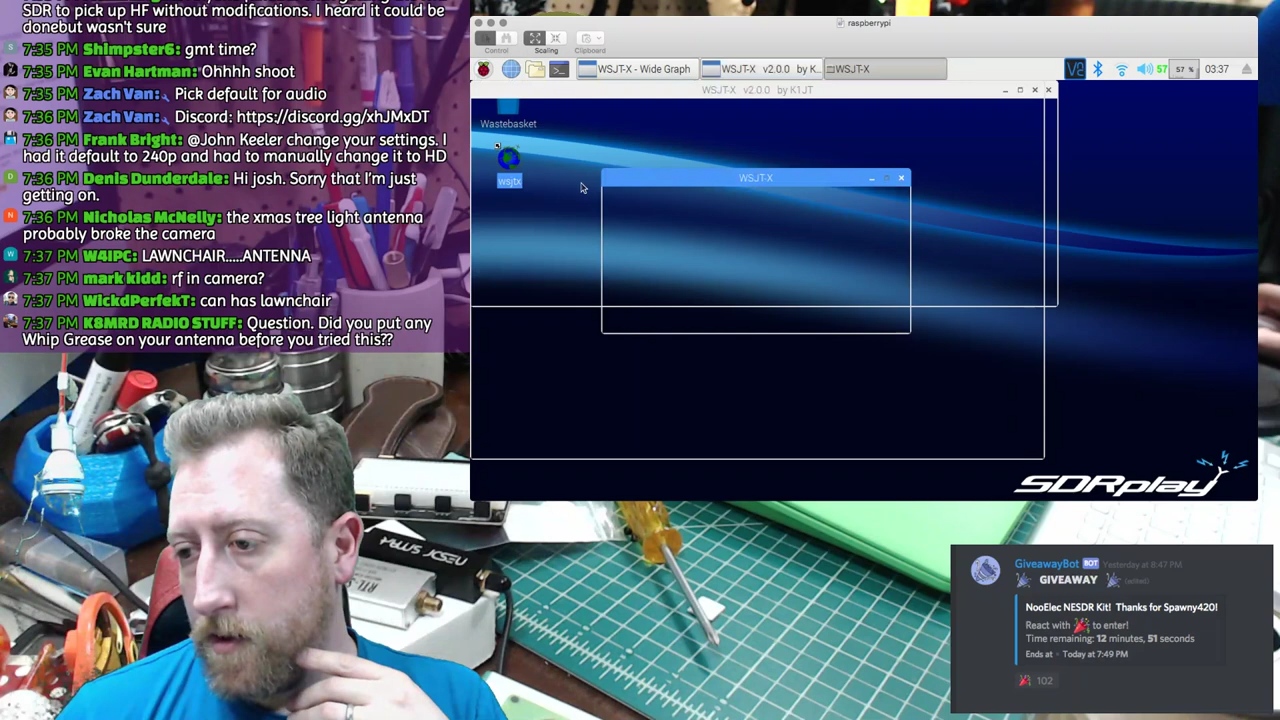 SDR to pick up HF without modifications. I heard it could be
donebut wasn't sure
S 7:35 PM Shimpster6: gmt time?
7:35 PM Evan Hartman: Ohhhh shoot
7:35 PM Zach Van: Pick default for audio
7:36 PM Zach Van: Discord: https://discord.gg/xhJMxDT
7:36 PM Frank Bright: @John Keeler change your settings. I
had it default to 240p and had to manually change it to HD
D 7:36 PM Denis Dunderdale: Hi josh. Sorry that I'm just
getting on.
N 7:36 PM Nicholas McNelly: the xmas tree light antenna
probably broke the camera
W 7:37 PM W4IPC: LAWNCHAIR.....ANTENNA
7:37 PM mark kidd: rf in camera?
7:37 PM WickdPerfekT: can has lawnchair
7:37 PM K8MRD RADIO STUFF: Question. Did you put any
Whip Grease on your antenna before you tried this??
raspberrypi
Control
Scaling
Clipboard
WSJT-X - Wide Graph
WSJT-X v2.0.0 by K1
WSJT-X
V2
57
57 %
03:37
WSJT-X v2.0.0 by K1JT
Wastebasket
wsjtx
WSJT-X
SDRplay
NESDR SMArt
RTL-S
GiveawayBot BOT Yesterday at 8:47 PM
GIVEAWAY (edited)
NooElec NESDR Kit! Thanks for Spawny420!
React with to enter!
Time remaining: 12 minutes, 51 seconds
Ends at • Today at 7:49 PM
102